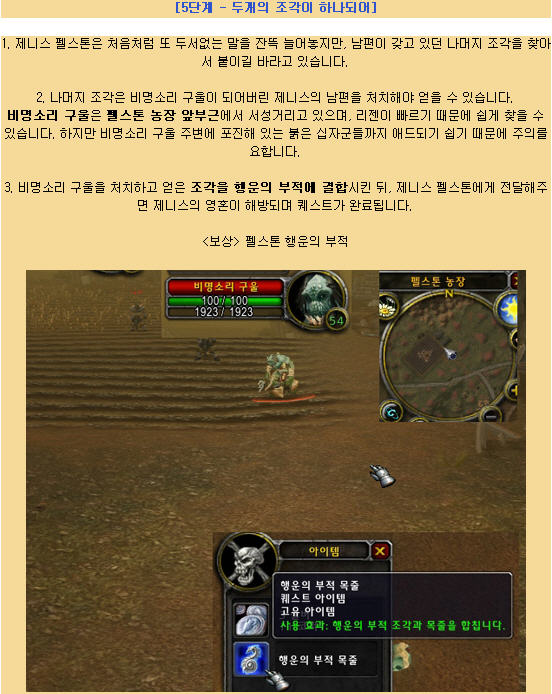 [5단계 - 두개의 조각이 하나되어]
1. 제니스 펠스톤은 처음처럼 또 두서없는 말을 잔뜩 늘어놓지만, 남편이 갖고 있던 나머지 조각을 찾아
서 붙이길 바라고 있습니다.
2. 나머지 조각은 비명소리 구울이 되어버린 제니스의 남편을 처치해야 얻을 수 있습니다.
비명소리 구울은 펠스톤 농장 앞부근에서 서성거리고 있으며, 리젠이 빠르기 때문에 쉽게 찾을 수
있습니다. 하지만 비명소리 구울 주변에 포진해 있는 붉은 십자군들까지 애드되기 쉽기 때문에 주의를
요합니다.
3. 비명소리 구울을 처치하고 얻은 조각을 행운의 부적에 결합시킨 뒤, 제니스 펠스톤에게 전달해주
면 제니스의 영혼이 해방되며 퀘스트가 완료됩니다.
<보상> 펠스톤 행운의 부적
비명소리 구울
100 / 100
1923 / 1923
54
펠스톤 농장
N
아이템
행운의 부적 목줄
퀘스트 아이템
고유 아이템
사용 효과: 행운의 부적 조각과 목줄을 합칩니다.
행운의 부적 목줄